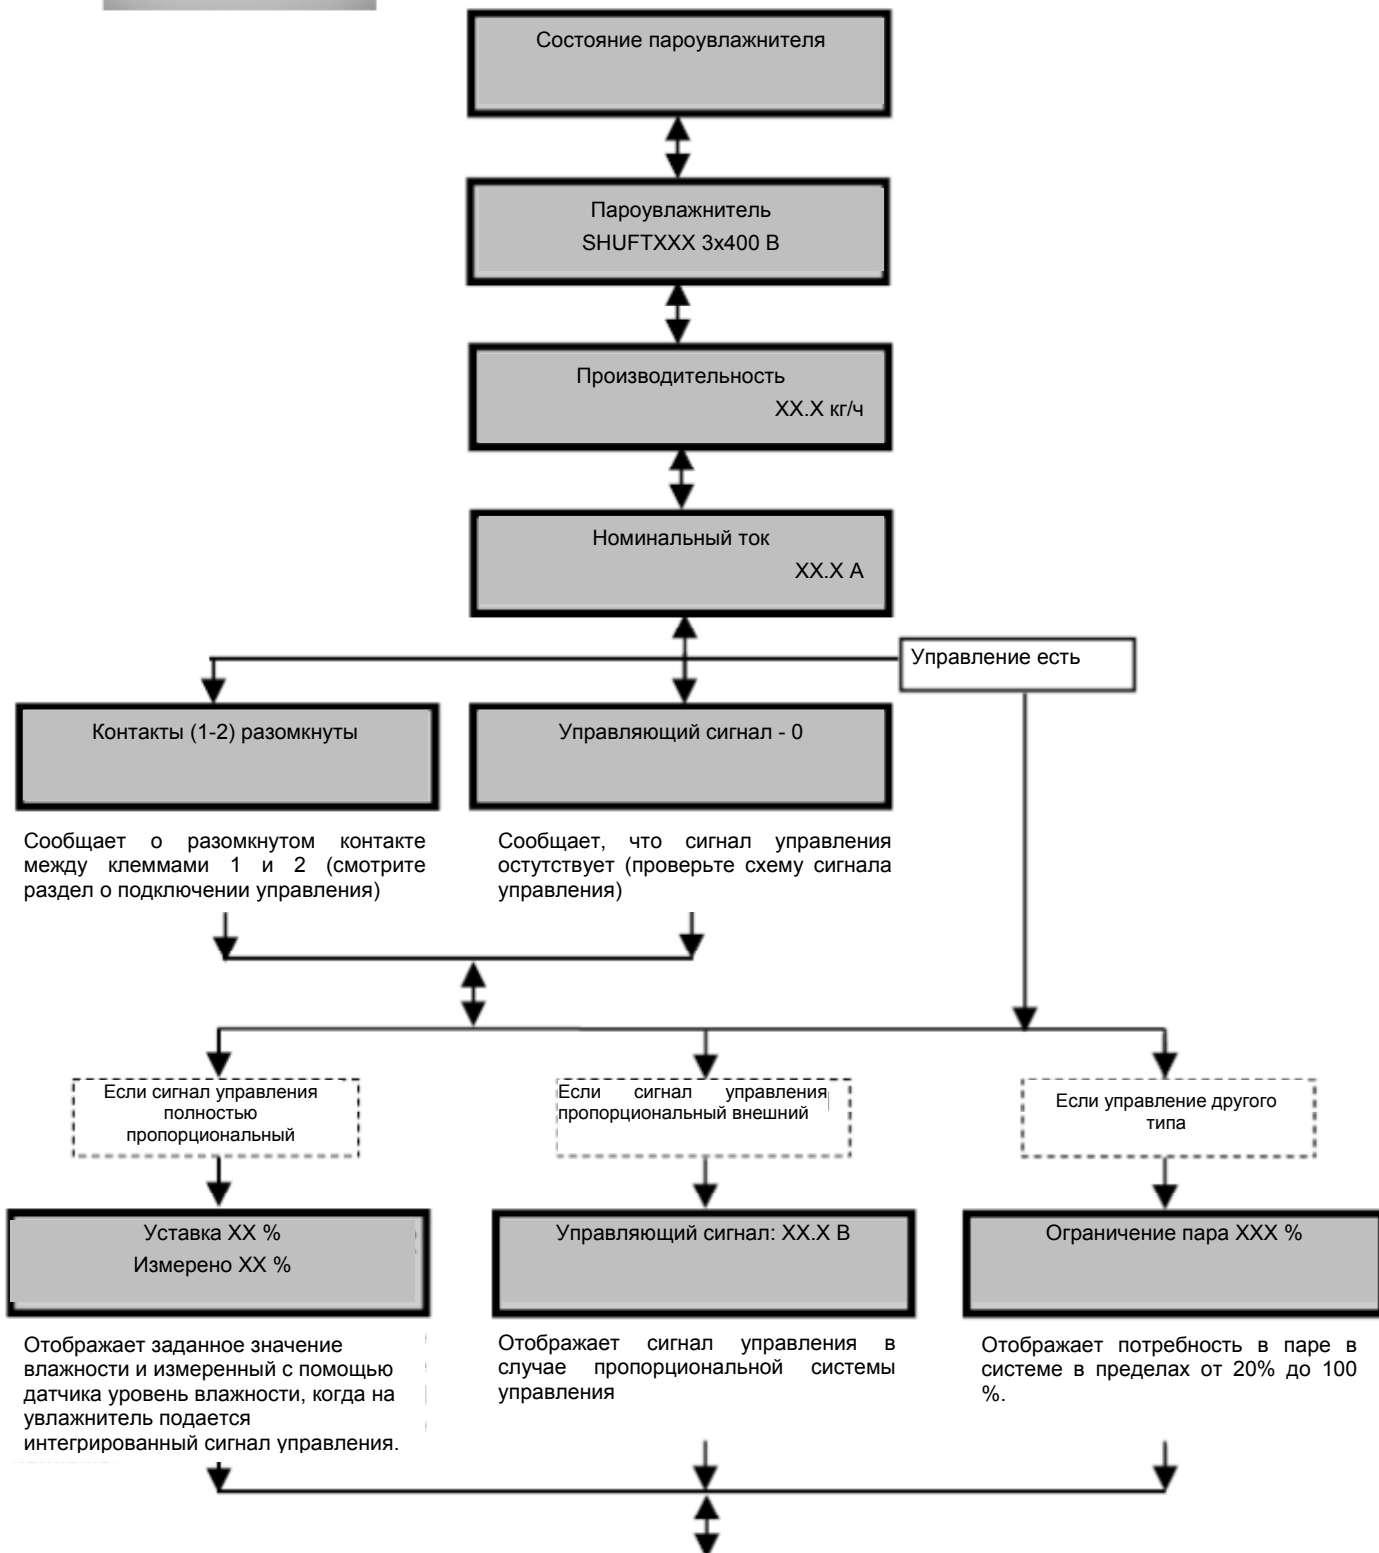 Состояние пароувлажнителя
Пароувлажнитель
SHUFTXXX 3x400 В
Производительность
XX.X кг/ч
Номинальный ток
XX.X А
Управление есть
Контакты (1-2) разомкнуты
Управляющий сигнал - 0
Сообщает о разомкнутом контакте
между клеммами 1 и 2 (смотрите
раздел о подключении управления)
Сообщает, что сигнал управления
остутствует (проверьте схему сигнала
управления)
Если сигнал управления
полностью
пропорциональный
Если сигнал управления
пропорциональный внешний
Если управление другого
типа
Уставка XX %
Измерено XX %
Управляющий сигнал: XX.X В
Ограничение пара XXX %
Отображает заданное значение
влажности и измеренный с помощью
датчика уровень влажности, когда на
увлажнитель подается
интегрированный сигнал управления.
Отображает сигнал управления в
случае пропорциональной системы
управления
Отображает потребность в паре в
системе в пределах от 20% до 100
%.